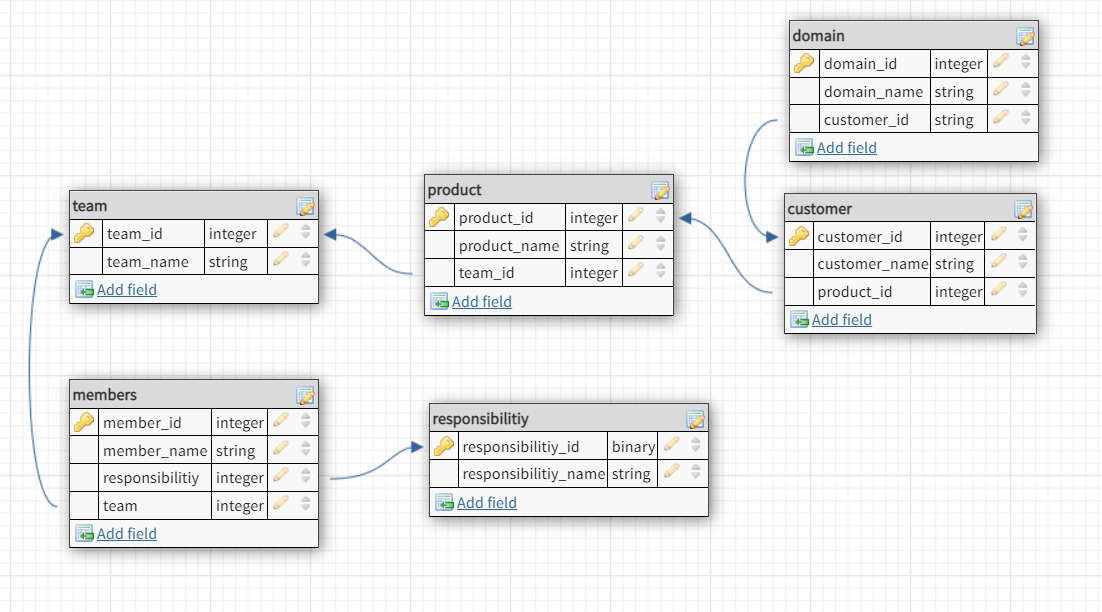 domain
domain_id integer
domain_name string
customer_id string
Add field
team
team_id integer
team_name string
Add field
product
product_id integer
product_name string
team_id integer
Add field
customer
customer_id integer
customer_name string
product_id integer
Add field
members
member_id integer
member_name string
responsibilitiy integer
team integer
Add field
responsibilitiy
responsibilitiy_id binary
responsibilitiy_name string
Add field